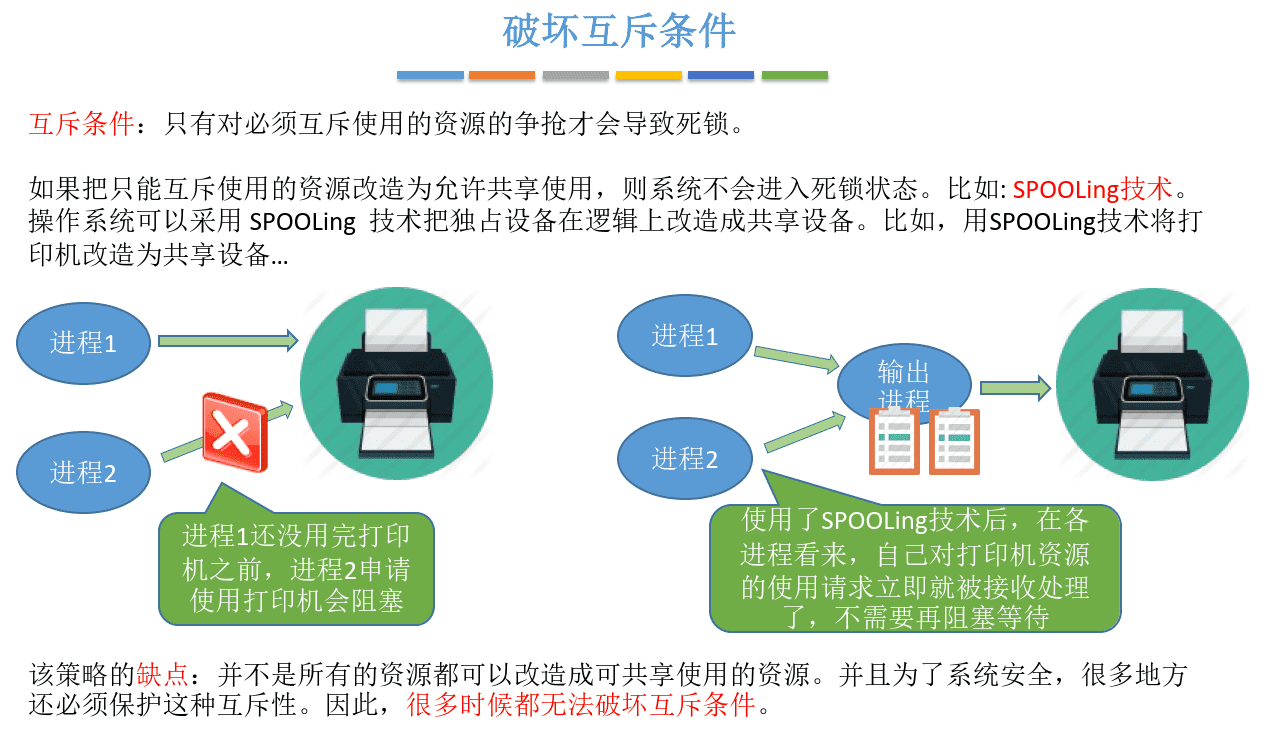 破坏互斥条件
互斥条件：只有对必须互斥使用的资源的争抢才会导致死锁。
如果把只能互斥使用的资源改造为允许共享使用，则系统不会进入死锁状态。比如: SPOOLing技术。
操作系统可以采用 SPOOLing 技术把独占设备在逻辑上改造成共享设备。比如，用SPOOLing技术将打
印机改造为共享设备...
进程1
进程2
进程1还没用完打印
机之前，进程2申请
使用打印机会阻塞
进程1
进程2
输出
进程
使用了SPOOLing技术后，在各
进程看来，自己对打印机资源
的使用请求立即就被接收处理
了，不需要再阻塞等待
该策略的缺点：并不是所有的资源都可以改造成可共享使用的资源。并且为了系统安全，很多地方
还必须保护这种互斥性。因此，很多时候都无法破坏互斥条件。